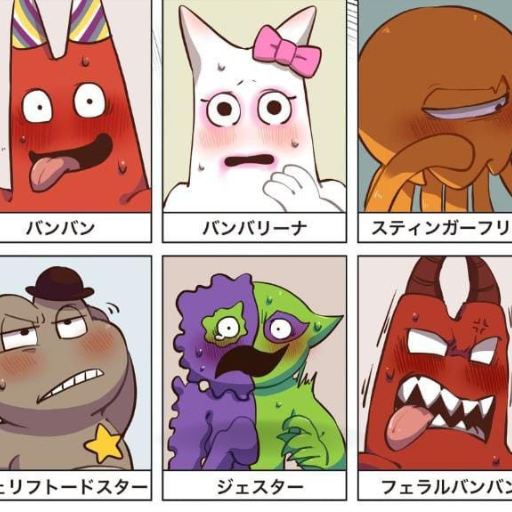 バンバン
バンバリーナ
スティンガーフリ
ェリフトードスター
ジェスター
フェラルバンバン